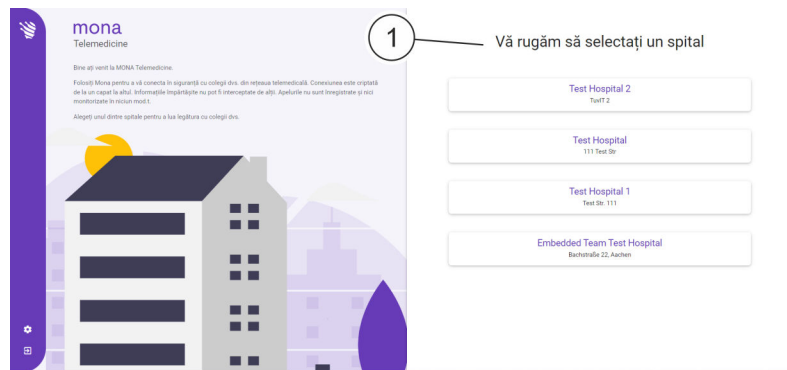 mona
Telemedicine
Bine ați venit la MONA Telemedicine.
Folosiți Mona pentru a vă conecta în siguranță cu colegii dvs. din rețeaua telemedicală. Conexiunea este criptată
de la un capat la altul. Informațiile împărtășite nu pot fi interceptate de alții. Apelurile nu sunt înregistrate și nici
monitorizate în niciun mod.t.
Alegeți unul dintre spitale pentru a lua legătura cu colegii dvs.
1
Vă rugăm să selectați un spital
Test Hospital 2
TuvIT 2
Test Hospital
111 Test Str
Test Hospital 1
Test Str. 111
Embedded Team Test Hospital
Bachstraße 22, Aachen